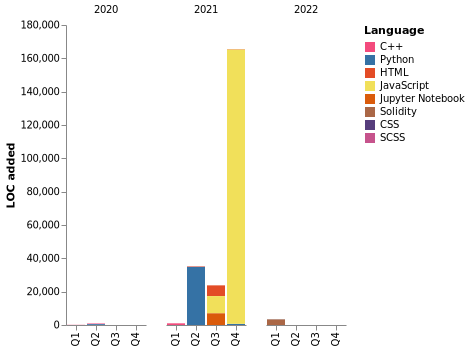 2020 2021 2022
180,000
160,000
140,000
120,000
100,000
80,000
60,000
40,000
20,000
0
LOC added
Q1 Q2 Q3 Q4 Q1 Q2 Q3 Q4 Q1 Q2 Q3 Q4
Language
C++
Python
HTML
JavaScript
Jupyter Notebook
Solidity
CSS
SCSS